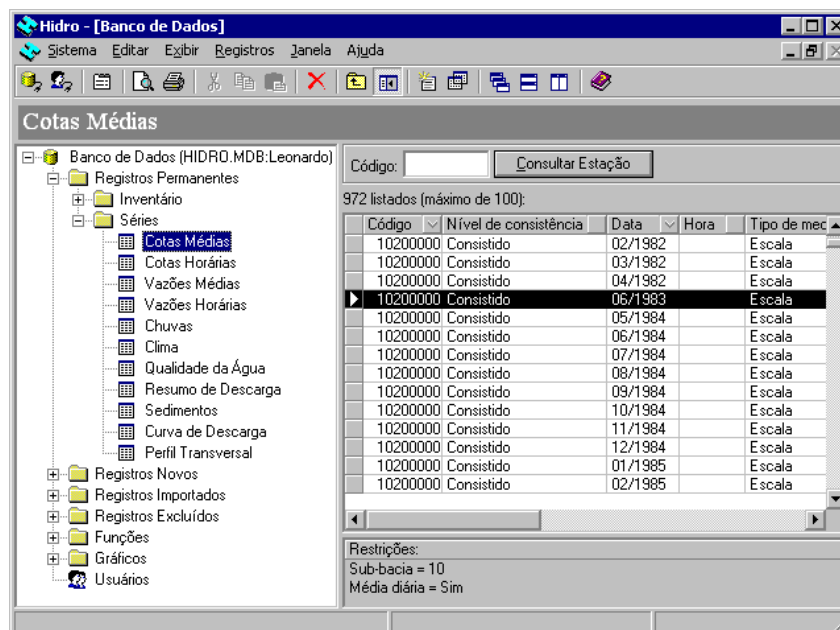 Hidro - [Banco de Dados]
Sistema Editar Exibir Registros Janela Ajuda
Cotas Médias
Banco de Dados (HIDRO.MDB:Leonardo)
Registros Permanentes
Inventário
Séries
Cotas Médias
Cotas Horárias
Vazões Médias
Vazões Horárias
Chuvas
Clima
Qualidade da Água
Resumo de Descarga
Sedimentos
Curva de Descarga
Perfil Transversal
Registros Novos
Registros Importados
Registros Excluídos
Funções
Gráficos
Usuários
Código: Consultar Estação
972 listados (máximo de 100):
Código Nível de consistência Data Hora Tipo de med
10200000 Consistido 02/1982 Escala
10200000 Consistido 03/1982 Escala
10200000 Consistido 04/1982 Escala
10200000 Consistido 06/1983 Escala
10200000 Consistido 05/1984 Escala
10200000 Consistido 06/1984 Escala
10200000 Consistido 07/1984 Escala
10200000 Consistido 08/1984 Escala
10200000 Consistido 09/1984 Escala
10200000 Consistido 10/1984 Escala
10200000 Consistido 11/1984 Escala
10200000 Consistido 12/1984 Escala
10200000 Consistido 01/1985 Escala
10200000 Consistido 02/1985 Escala
Restrições:
Sub-bacia = 10
Média diária = Sim